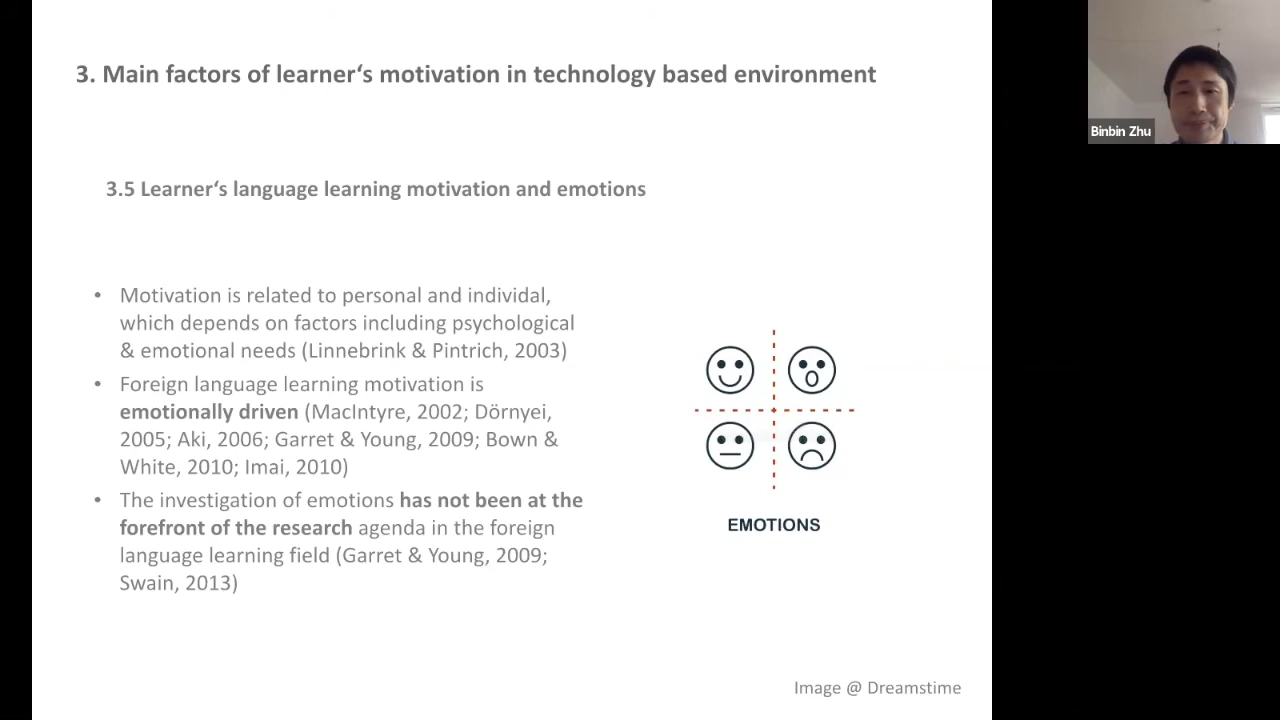 3. Main factors of learner‘s motivation in technology based environment
Binbin Zhu
3.5 Learner‘s language learning motivation and emotions
• Motivation is related to personal and individal,
which depends on factors including psychological
& emotional needs (Linnebrink & Pintrich, 2003)
• Foreign language learning motivation is
emotionally driven (MacIntyre, 2002; Dörnyei,
2005; Aki, 2006; Garret & Young, 2009; Bown &
White, 2010; Imai, 2010)
• The investigation of emotions has not been at the
forefront of the research agenda in the foreign
language learning field (Garret & Young, 2009;
Swain, 2013)
EMOTIONS
Image @ Dreamstime